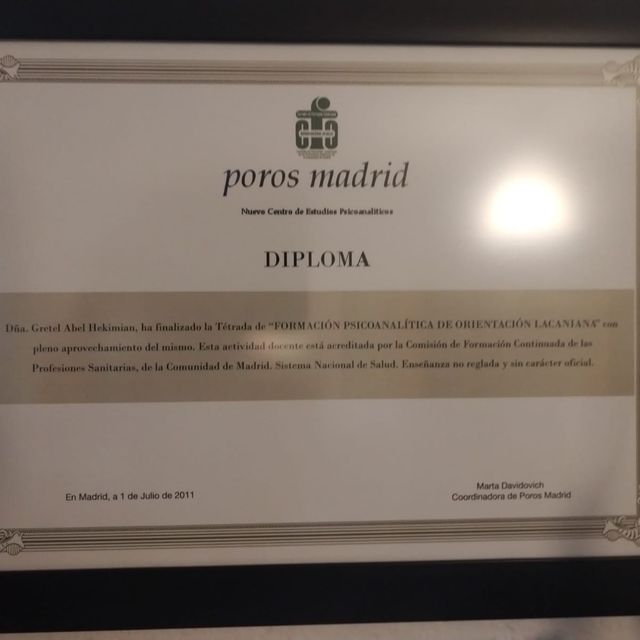 poros madrid
Nuevo Centro de Estudios Psicoanalíticos
DIPLOMA
Dña. Gretel Abel Hekimian, ha finalizado la Tétrada de "FORMACIÓN PSICOANALÍTICA DE ORIENTACIÓN LACANIANA" con
pleno aprovechamiento del mismo. Esta actividad docente está acreditada por la Comisión de Formación Continuada de las
Profesiones Sanitarias, de la Comunidad de Madrid. Sistema Nacional de Salud. Enseñanza no reglada y sin carácter oficial.
En Madrid, a 1 de Julio de 2011
Marta Davidovich
Coordinadora de Poros Madrid